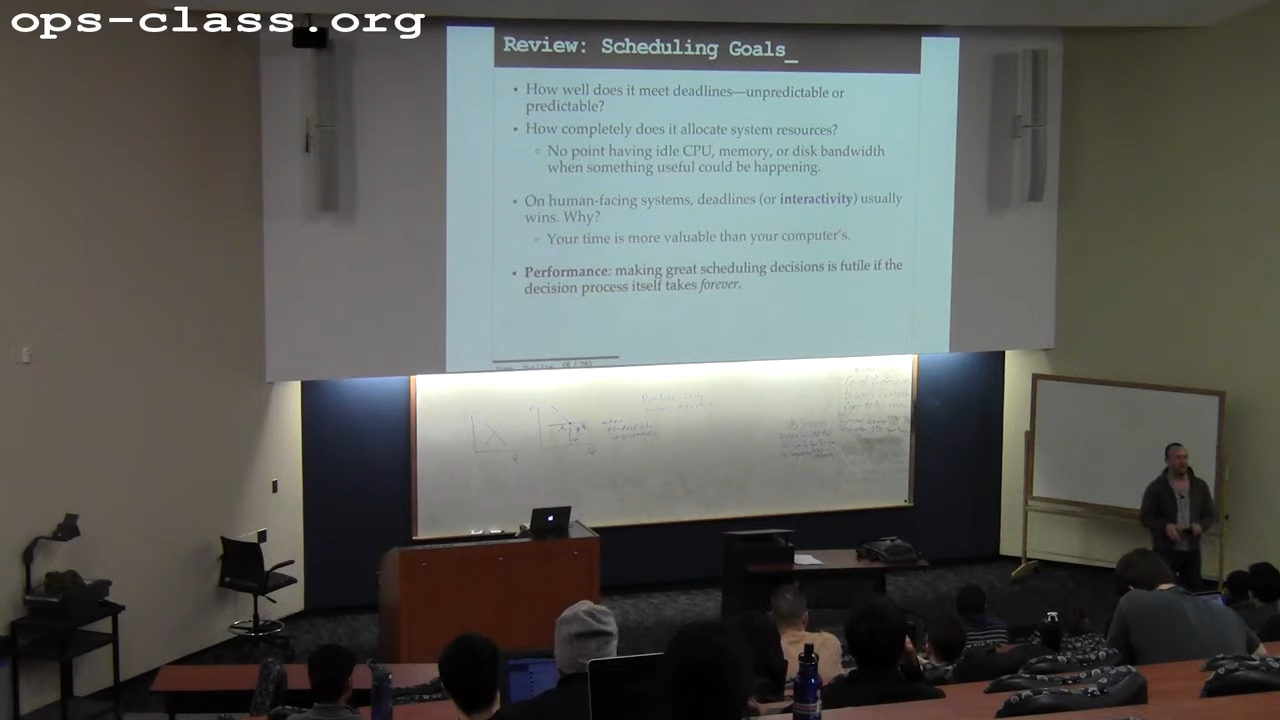 ops-class.org
Review: Scheduling Goals_
• How well does it meet deadlines—unpredictable or
predictable?
• How completely does it allocate system resources?
◦ No point having idle CPU, memory, or disk bandwidth
when something useful could be happening.
• On human-facing systems, deadlines (or interactivity) usually
wins. Why?
◦ Your time is more valuable than your computer's.
• Performance: making great scheduling decisions is futile if the
decision process itself takes forever.